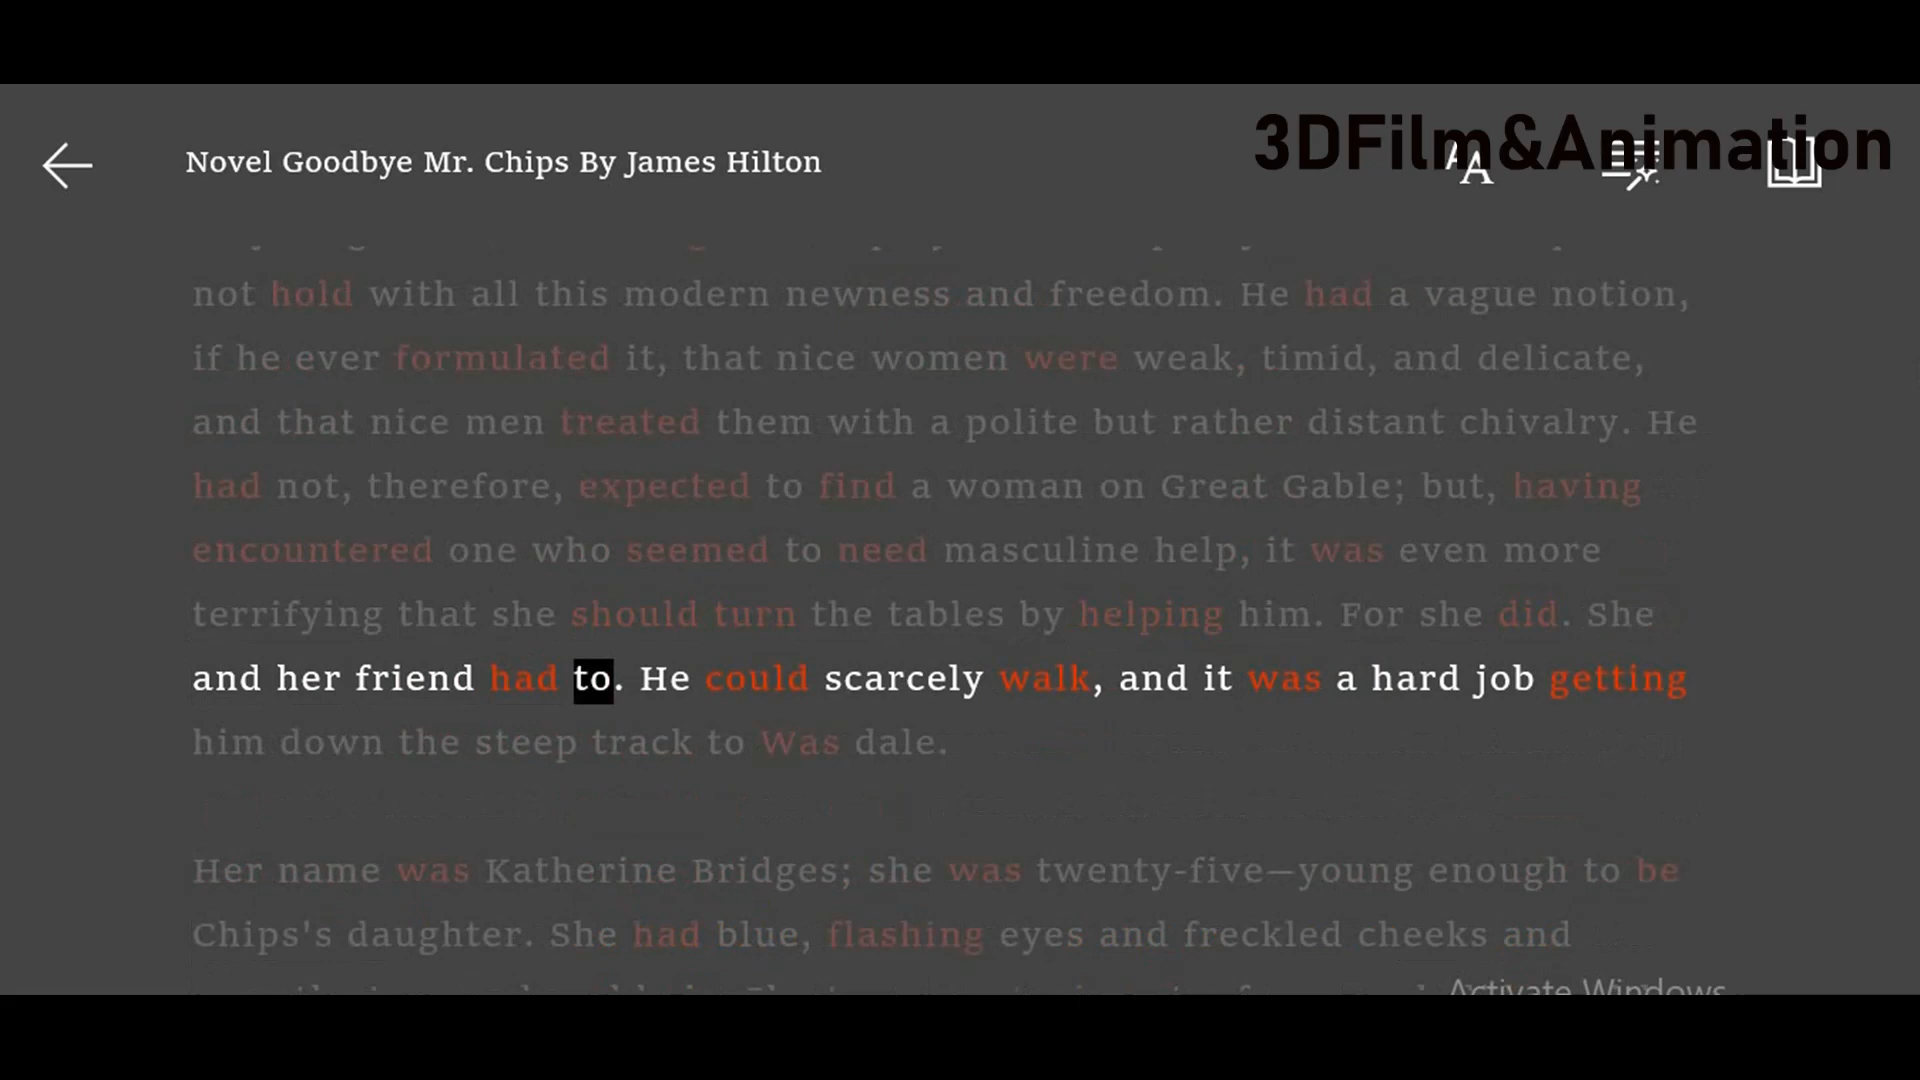 3DFilm&Animation
Novel Goodbye Mr. Chips By James Hilton
not hold with all this modern newness and freedom. He had a vague notion,
if he ever formulated it, that nice women were weak, timid, and delicate,
and that nice men treated them with a polite but rather distant chivalry. He
had not, therefore, expected to find a woman on Great Gable; but, having
encountered one who seemed to need masculine help, it was even more
terrifying that she should turn the tables by helping him. For she did. She
and her friend had to. He could scarcely walk, and it was a hard job getting
him down the steep track to Was dale.
Her name was Katherine Bridges; she was twenty-five—young enough to be
Chips's daughter. She had blue, flashing eyes and freckled cheeks and
Activate Windows